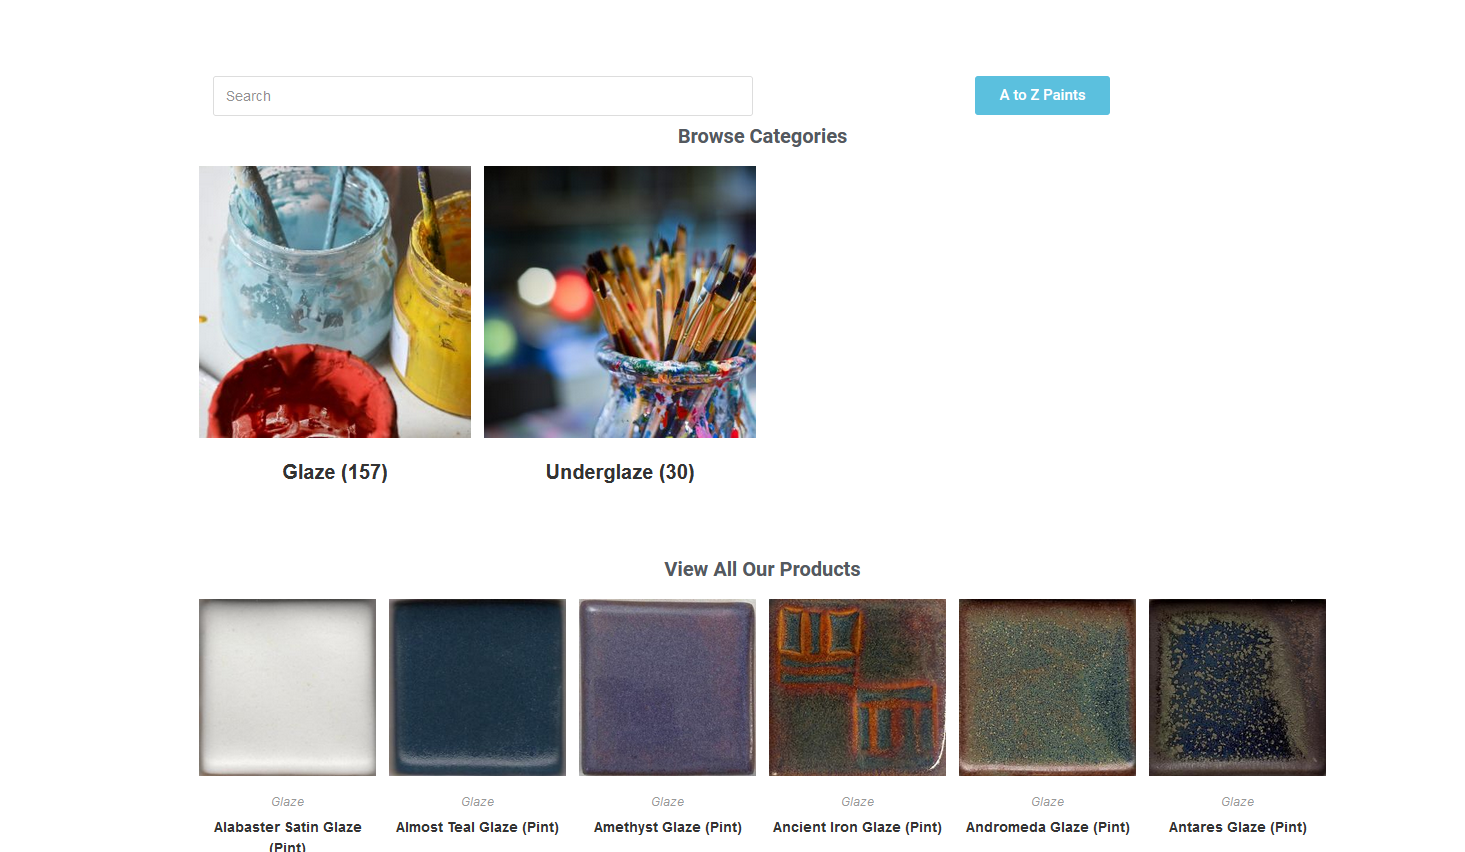 Search
A to Z Paints
Browse Categories
Glaze (157)
Underglaze (30)
View All Our Products
Glaze
Alabaster Satin Glaze
(Pint)
Glaze
Almost Teal Glaze (Pint)
Glaze
Amethyst Glaze (Pint)
Glaze
Ancient Iron Glaze (Pint)
Glaze
Andromeda Glaze (Pint)
Glaze
Antares Glaze (Pint)